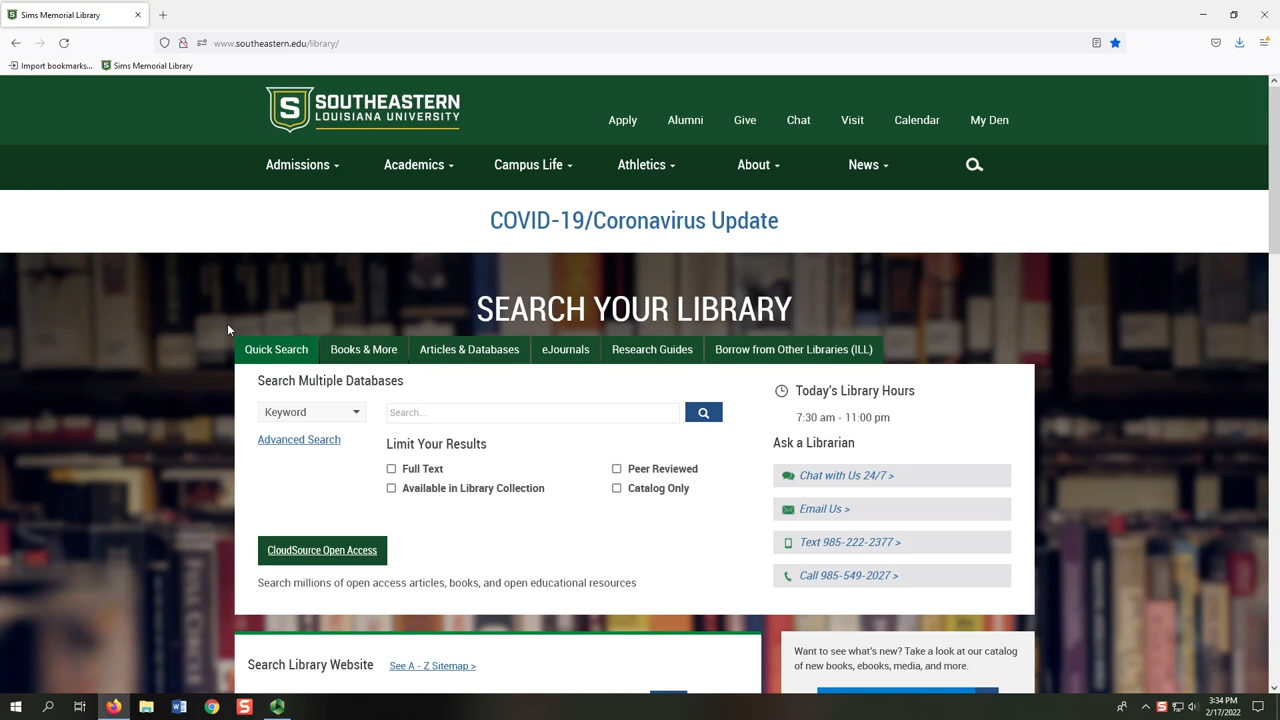 Sims Memorial Library
www.southeastern.edu/library/
Import bookmarks...
Sims Memorial Library
S
SOUTHEASTERN
LOUISIANA UNIVERSITY
Apply
Alumni
Give
Chat
Visit
Calendar
My Den
Admissions
Academics
Campus Life
Athletics
About
News
COVID-19/Coronavirus Update
SEARCH YOUR LIBRARY
Quick Search
Books & More
Articles & Databases
eJournals
Research Guides
Borrow from Other Libraries (ILL)
Search Multiple Databases
Keyword
Search...
Advanced Search
Limit Your Results
Full Text
Peer Reviewed
Available in Library Collection
Catalog Only
CloudSource Open Access
Search millions of open access articles, books, and open educational resources
Today's Library Hours
7:30 am - 11:00 pm
Ask a Librarian
Chat with Us 24/7 >
Email Us >
Text 985-222-2377 >
Call 985-549-2027 >
Search Library Website
See A - Z Sitemap >
Want to see what's new? Take a look at our catalog
of new books, ebooks, media, and more.
3:34 PM
2/17/2022